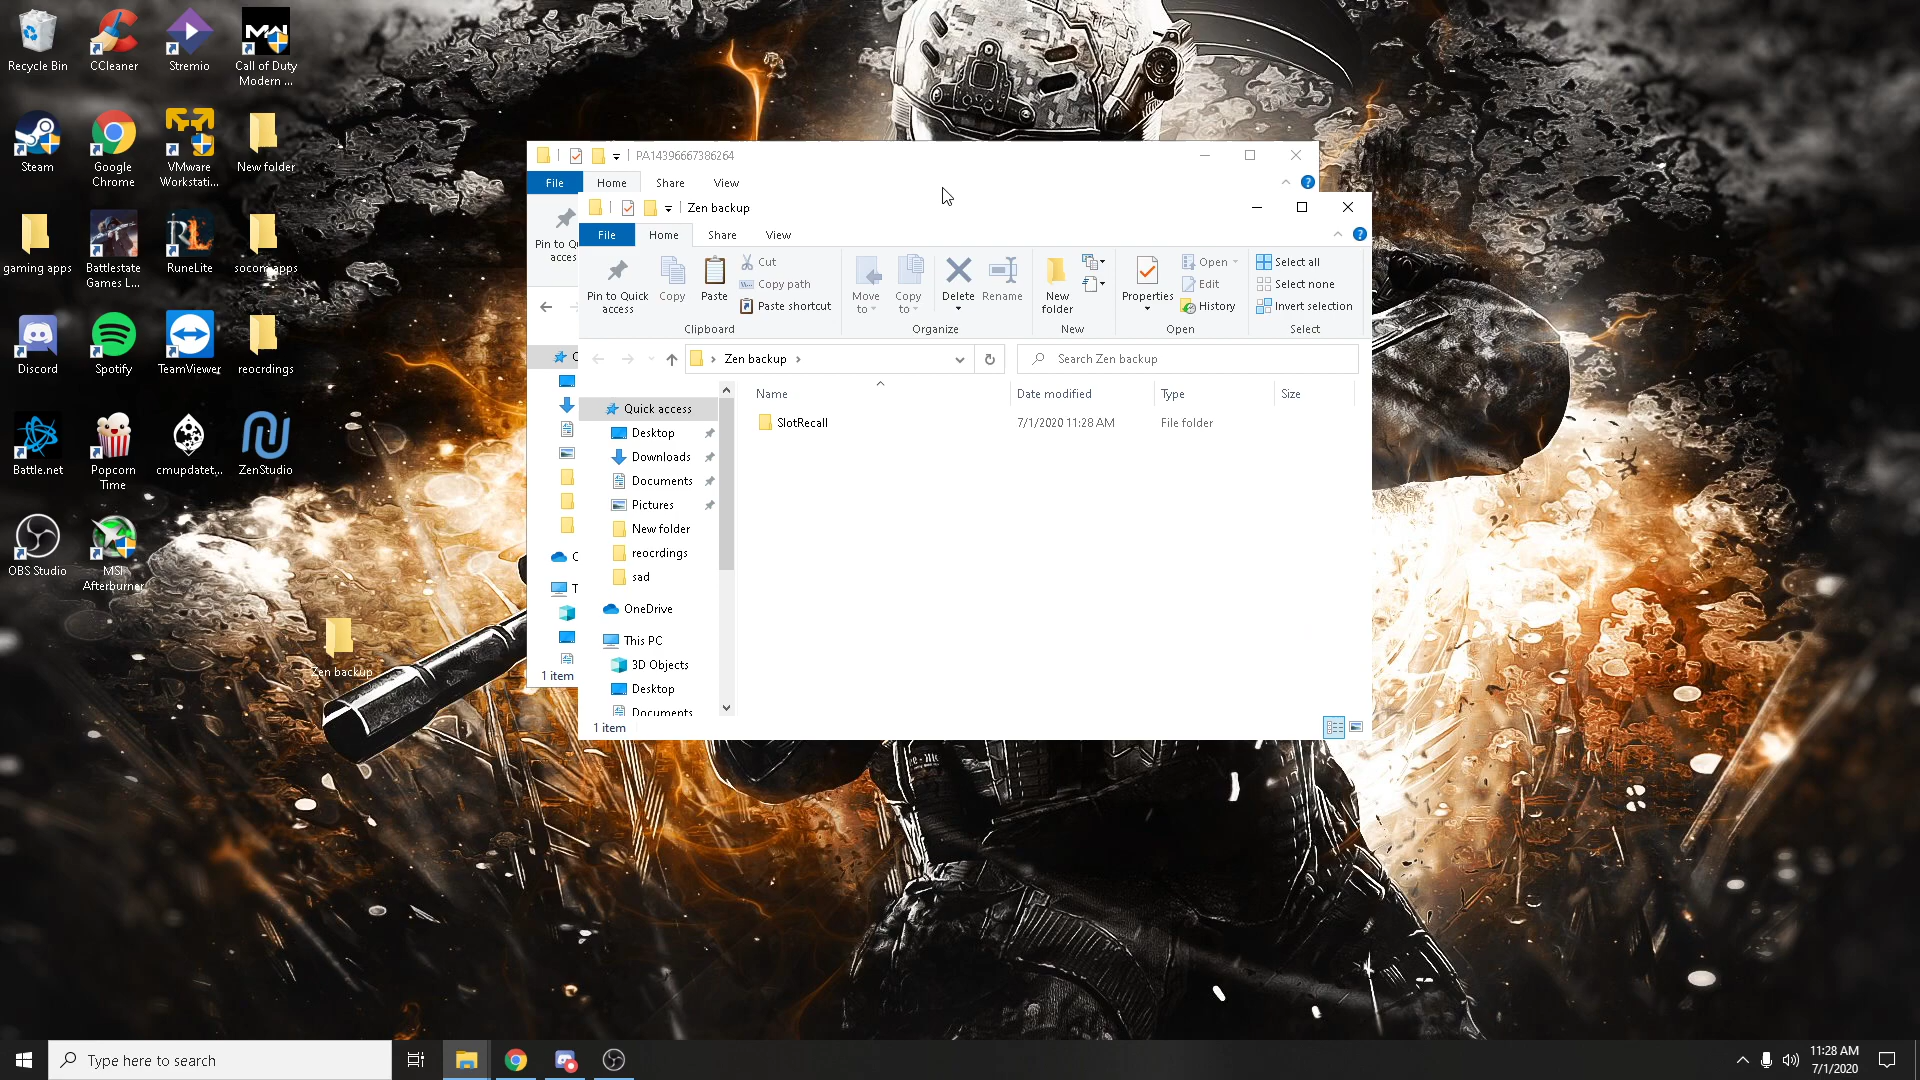 Recycle Bin
CCleaner
Stremio
Call of Duty
Modern ...
Steam
Google
Chrome
VMware
Workstati...
New folder
gaming apps
Battlestate
Games L...
RuneLite
socom apps
Discord
Spotify
TeamViewer
reocrdings
Battle.net
Popcorn
Time
cmupdatet...
ZenStudio
OBS Studio
MSI
Afterburner
Zen backup
PA14396667386264
File
Home
Share
View
Pin to Q
acces
1 item
Zen backup
File
Home
Share
View
Pin to Quick
access
Copy
Paste
Cut
Copy path
Paste shortcut
Clipboard
Move
to
Copy
to
Delete
Rename
Organize
New
folder
New
Properties
Open
Edit
History
Open
Select all
Select none
Invert selection
Select
Zen backup
Search Zen backup
Name
Date modified
Type
Size
SlotRecall
7/1/2020 11:28 AM
File folder
Quick access
Desktop
Downloads
Documents
Pictures
New folder
reocrdings
sad
OneDrive
This PC
3D Objects
Desktop
Documents
1 item
Type here to search
11:28 AM
7/1/2020